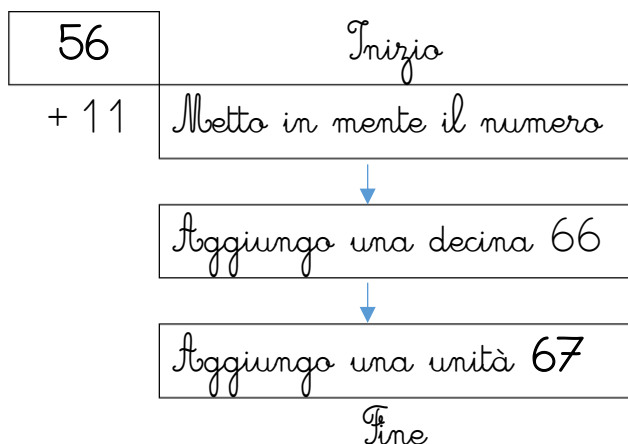 56 Inizio
+ 11 Metto in mente il numero
Aggiungo una decina 66
Aggiungo una unità 67
Fine